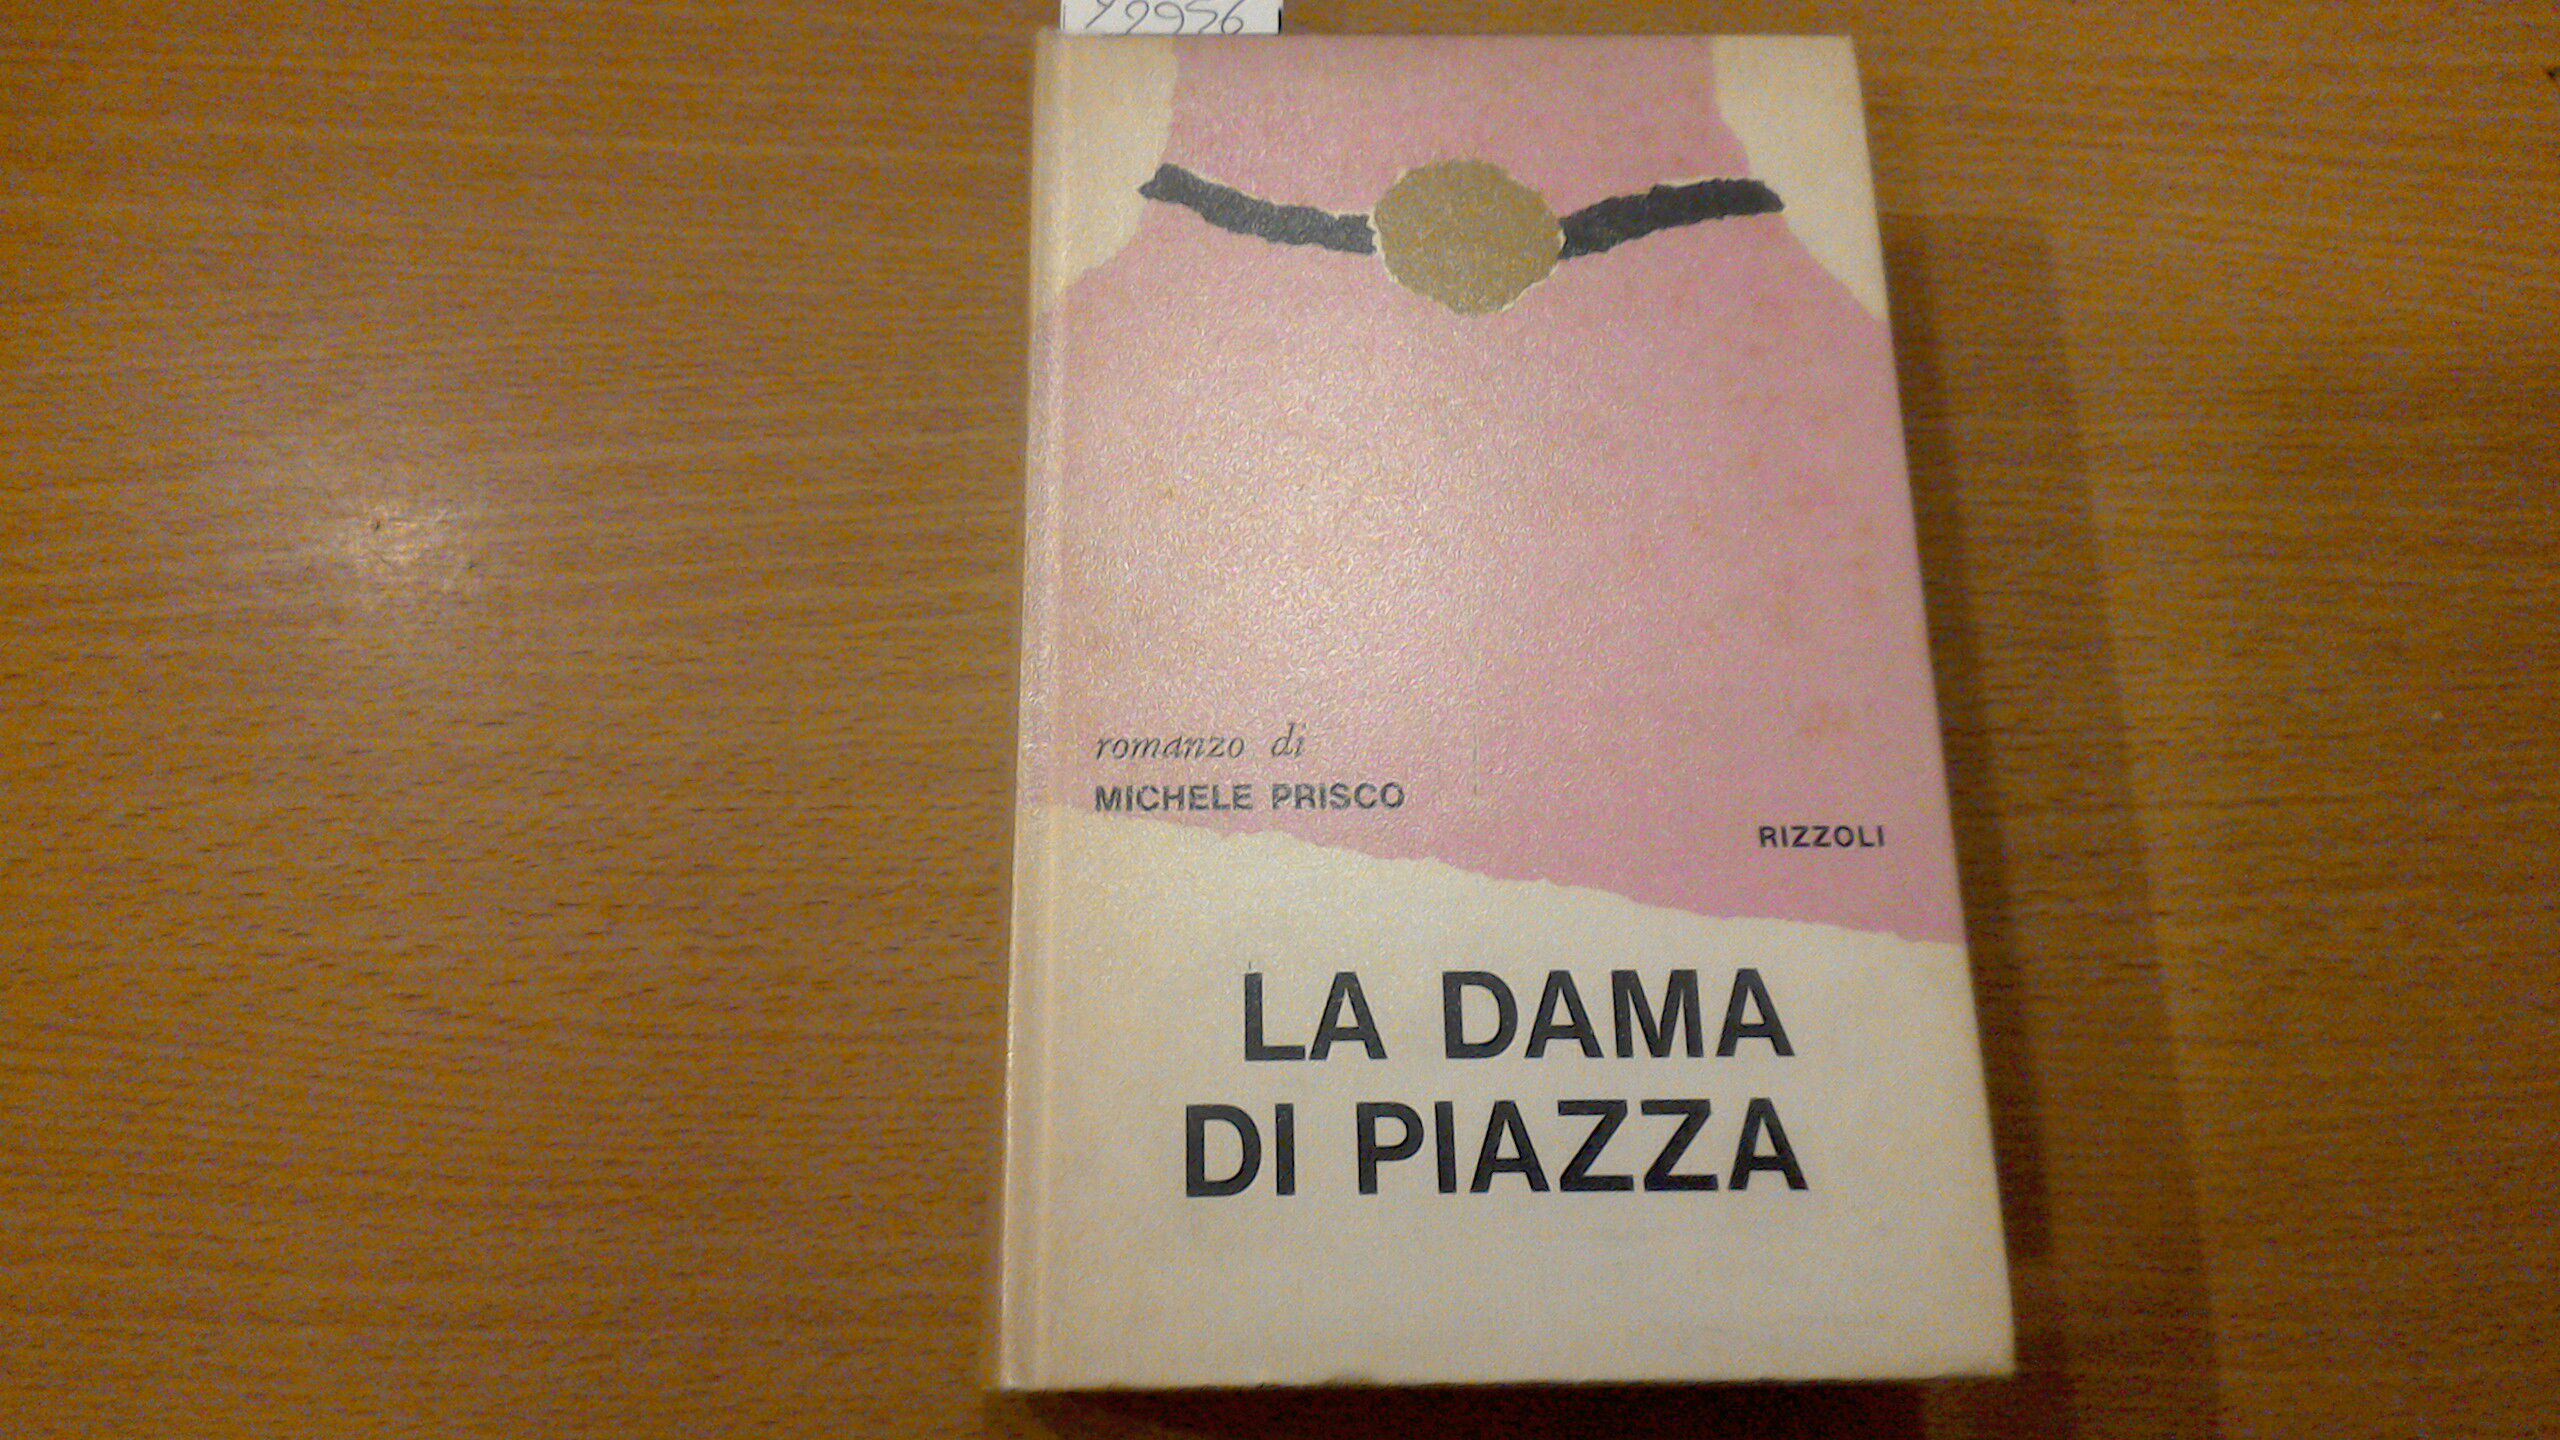 romanzo di
MICHELE PRISCO
RIZZOLI
LA DAMA
DI PIAZZA